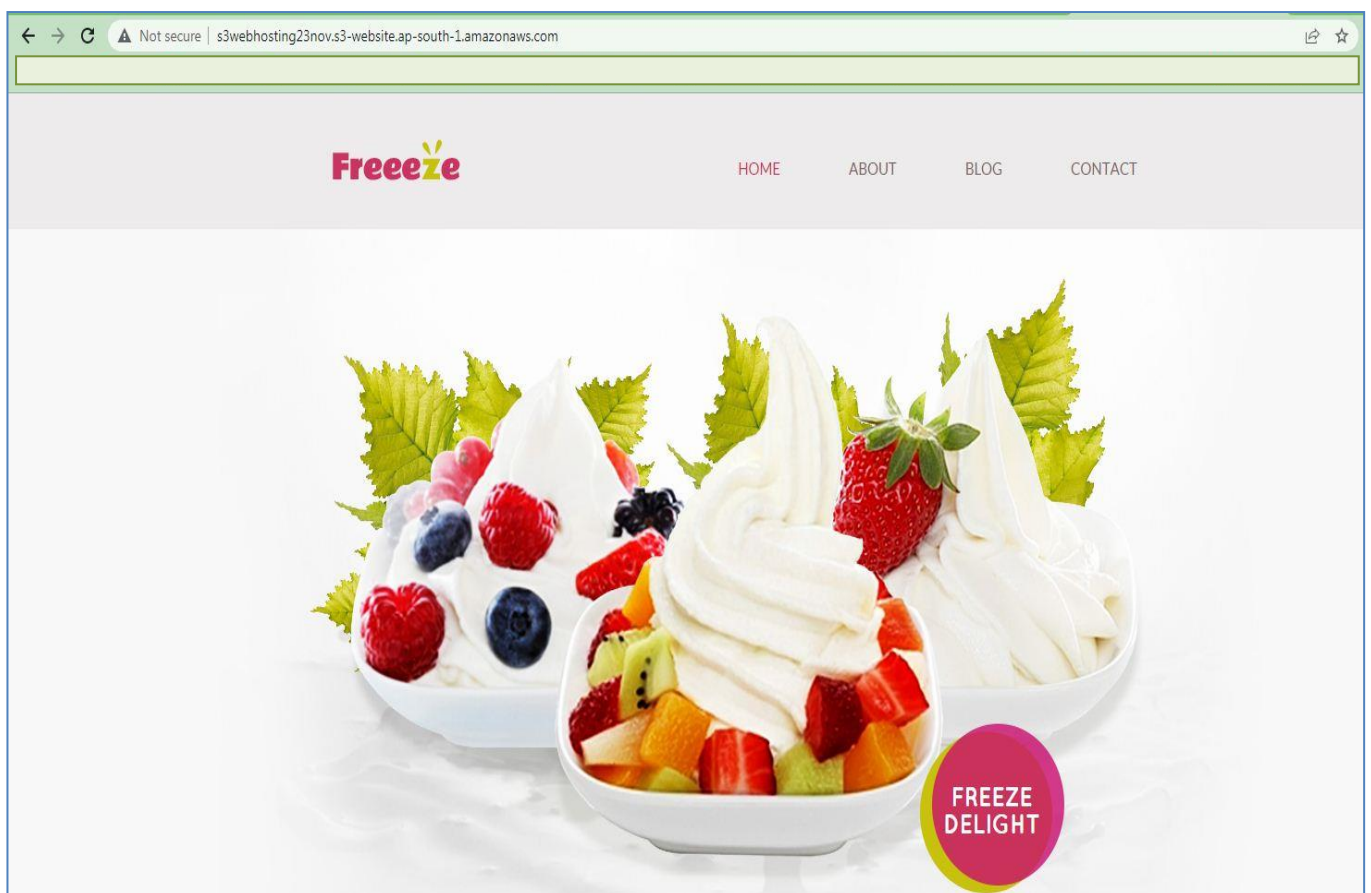 Not secure | s3webhosting23nov.s3-website.ap-south-1.amazonaws.com
Freeeze HOME ABOUT BLOG CONTACT
FREEZE
DELIGHT